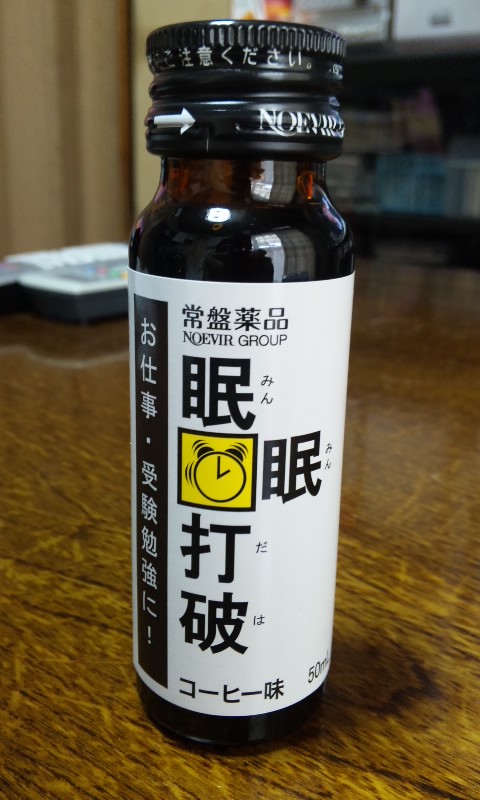 ご注意ください。
NOEVIR
常盤薬品
NOEVIR GROUP
お仕事・受験勉強に！
眠
みん
眠
みん
打
だ
破
は
コーヒー味
50mL